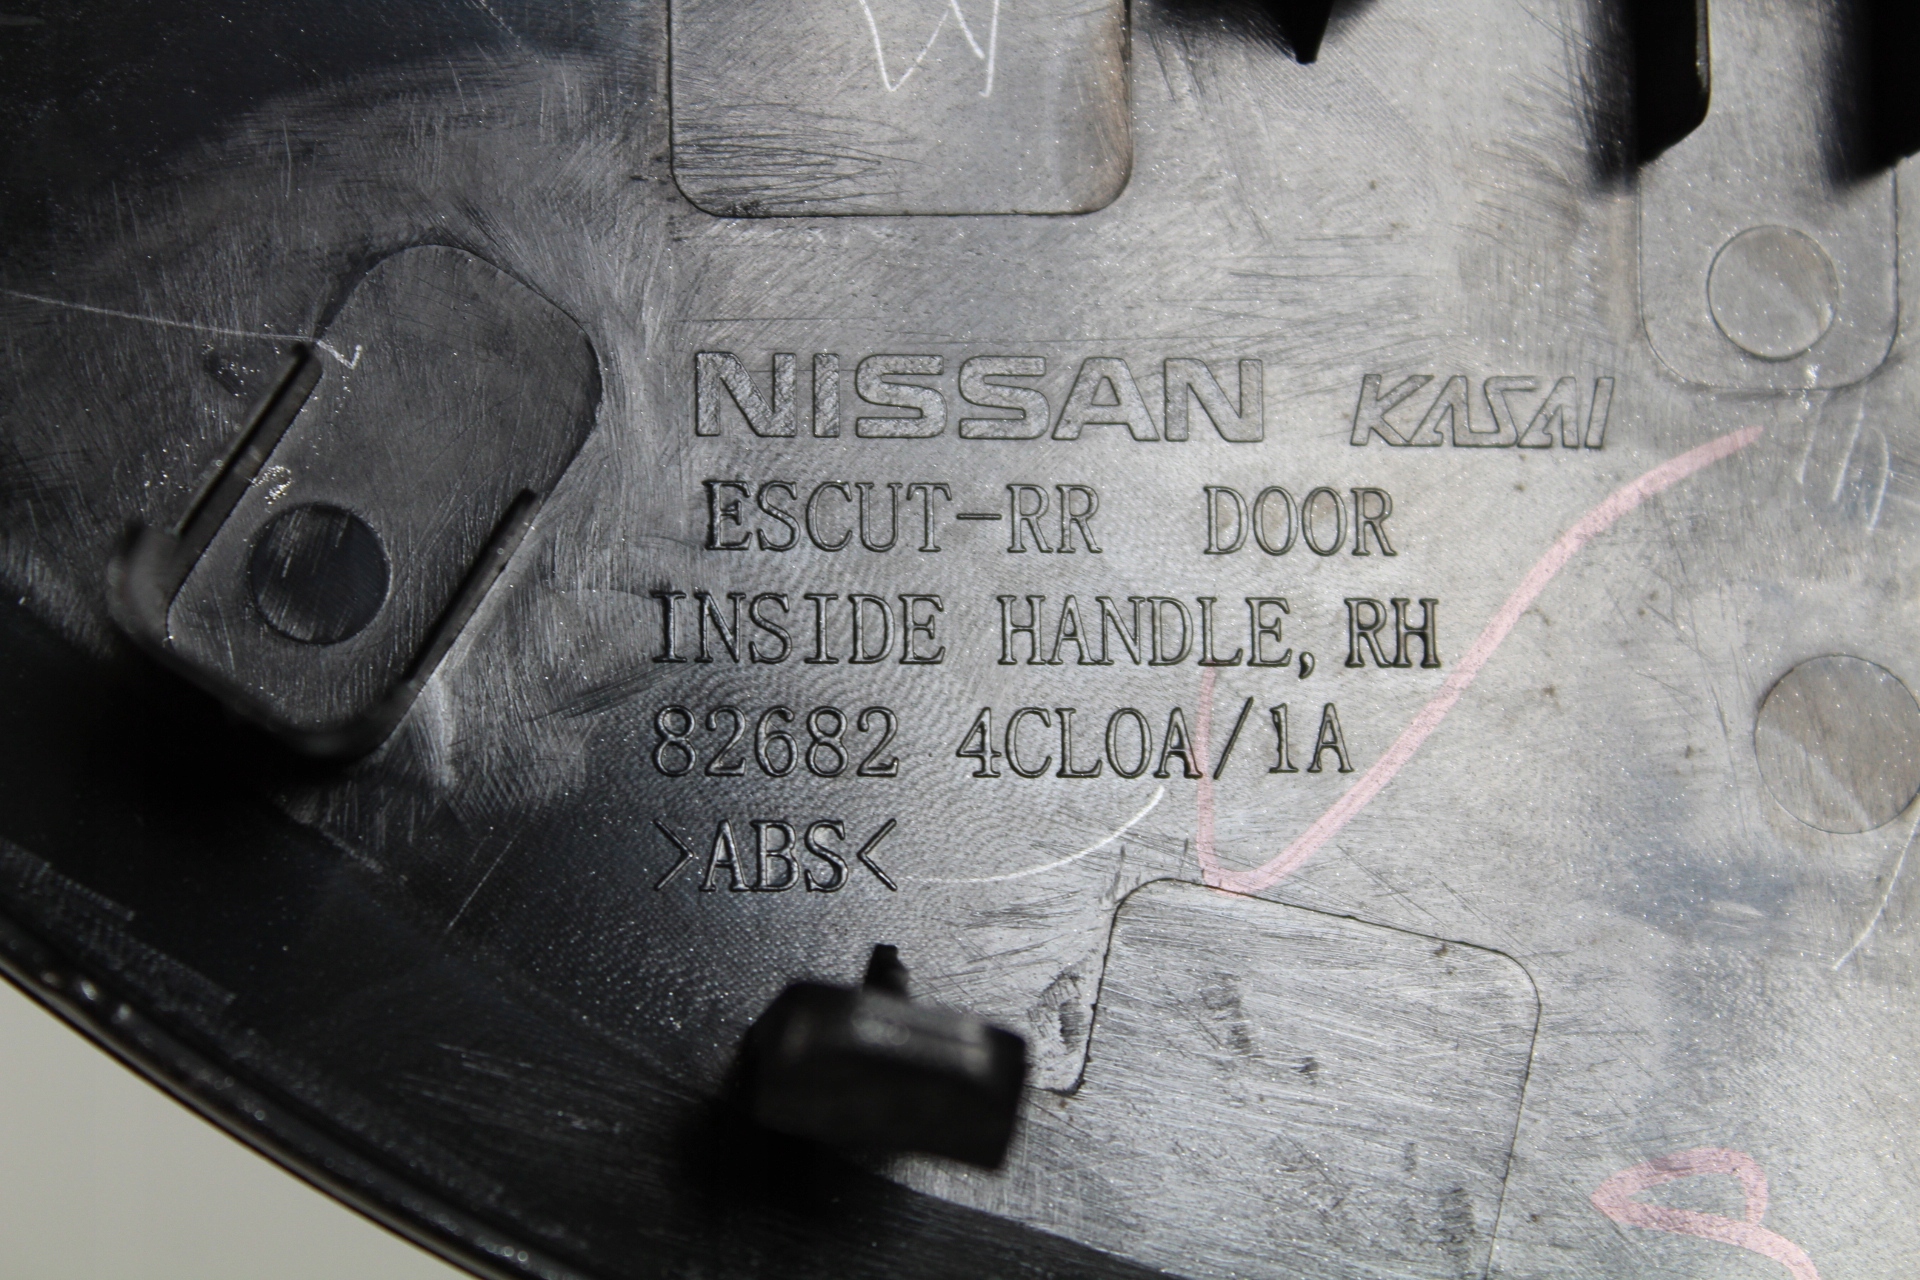 NISSAN KASAI
ESCUT-RR DOOR
INSIDE HANDLE, RH
82682 4CL0A/1A
>ABS<